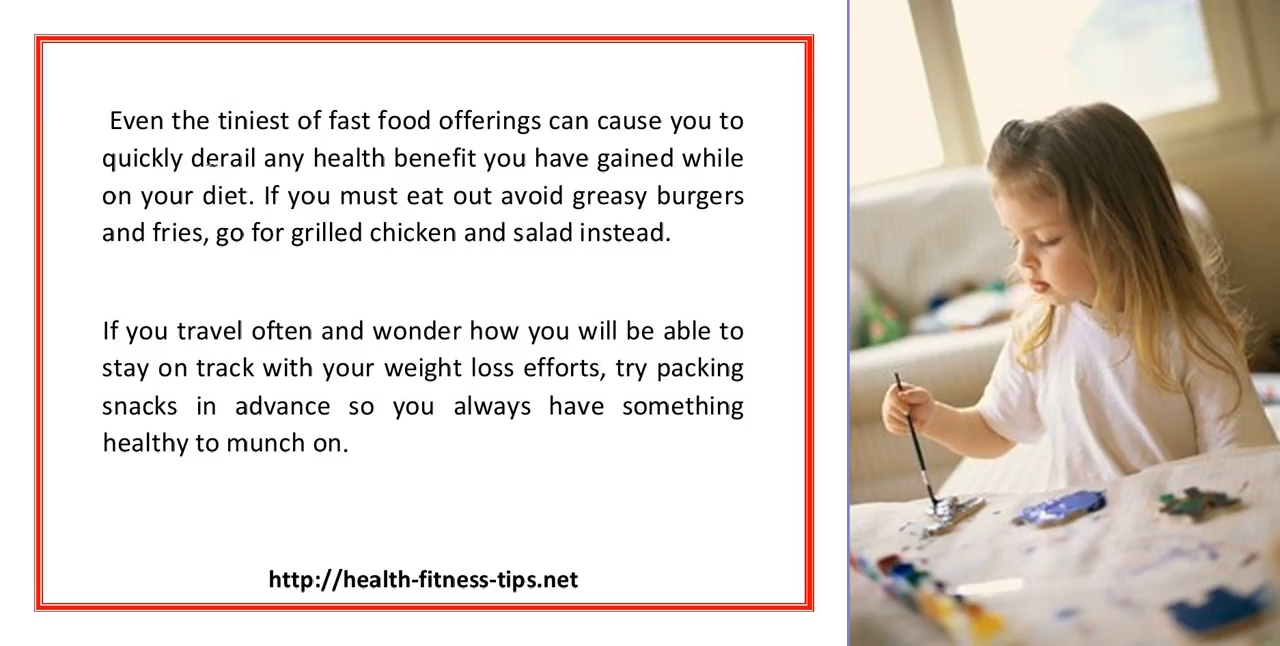 Even the tiniest of fast food offerings can cause you to
quickly derail any health benefit you have gained while
on your diet. If you must eat out avoid greasy burgers
and fries, go for grilled chicken and salad instead.
If you travel often and wonder how you will be able to
stay on track with your weight loss efforts, try packing
snacks in advance so you always have something
healthy to munch on.
http://health-fitness-tips.net